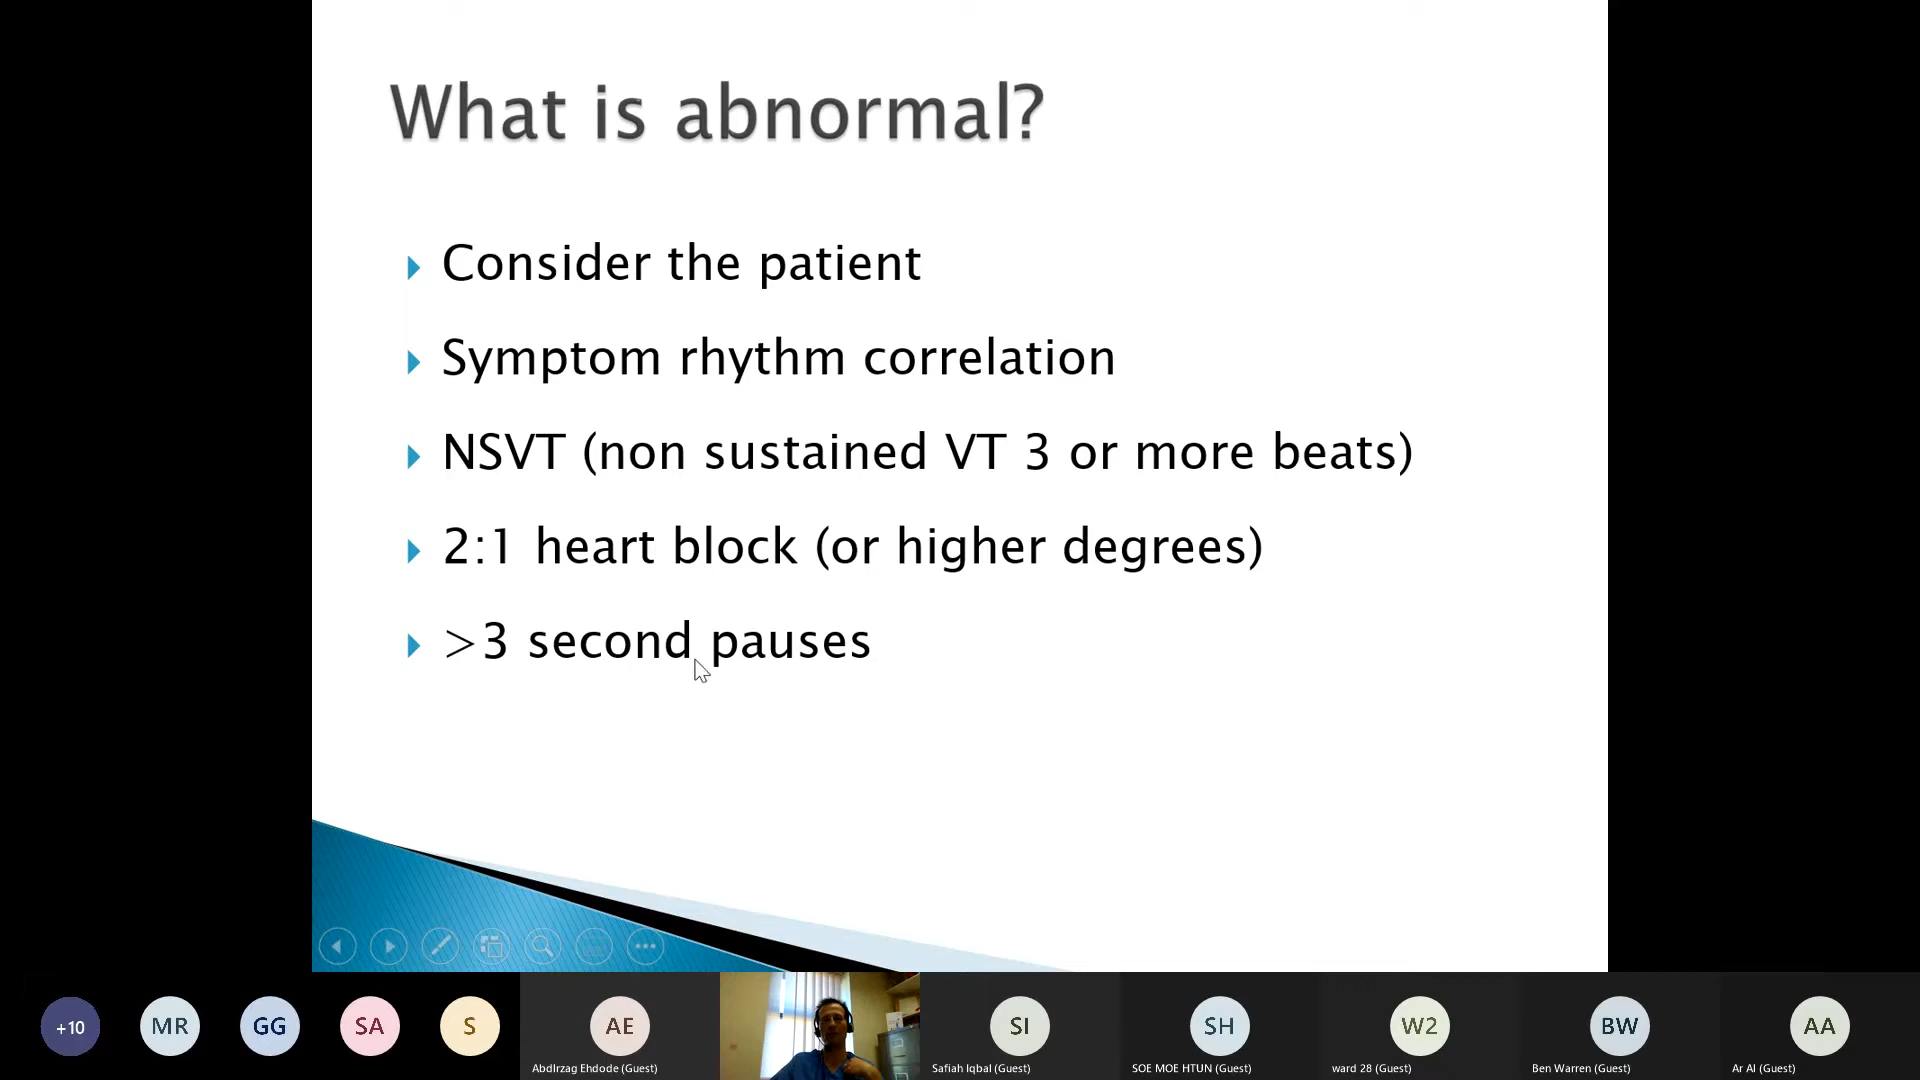 What is abnormal?
Consider the patient
Symptom rhythm correlation
NSVT (non sustained VT 3 or more beats)
2:1 heart block (or higher degrees)
>3 second pauses
+10
MR
GG
SA
S
AE
SI
SH
W2
BW
AA
Abdlrzag Ehdode (Guest)
Safiah Iqbal (Guest)
SOE MOE HTUN (Guest)
ward 28 (Guest)
Ben Warren (Guest)
Ar Al (Guest)